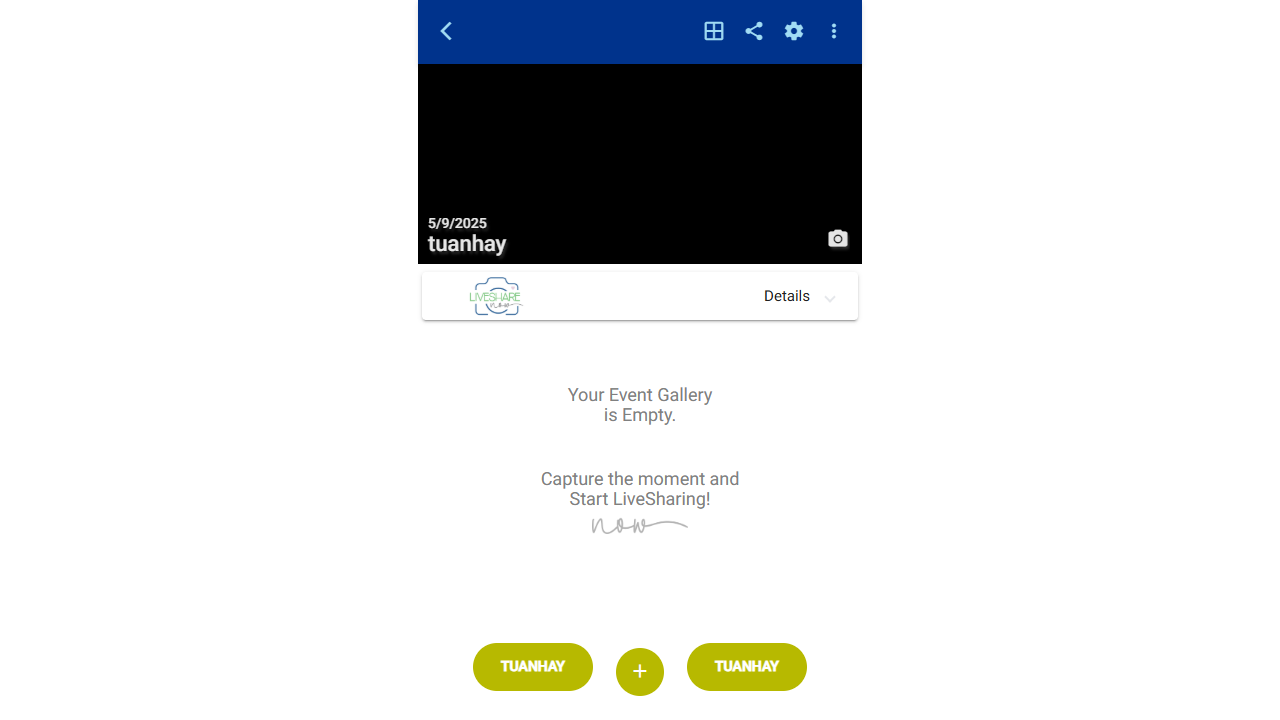 5/9/2025
tuanhay
LIVESHARE
now
Details
Your Event Gallery
is Empty.
Capture the moment and
Start LiveSharing!
now
TUANHAY
+
TUANHAY